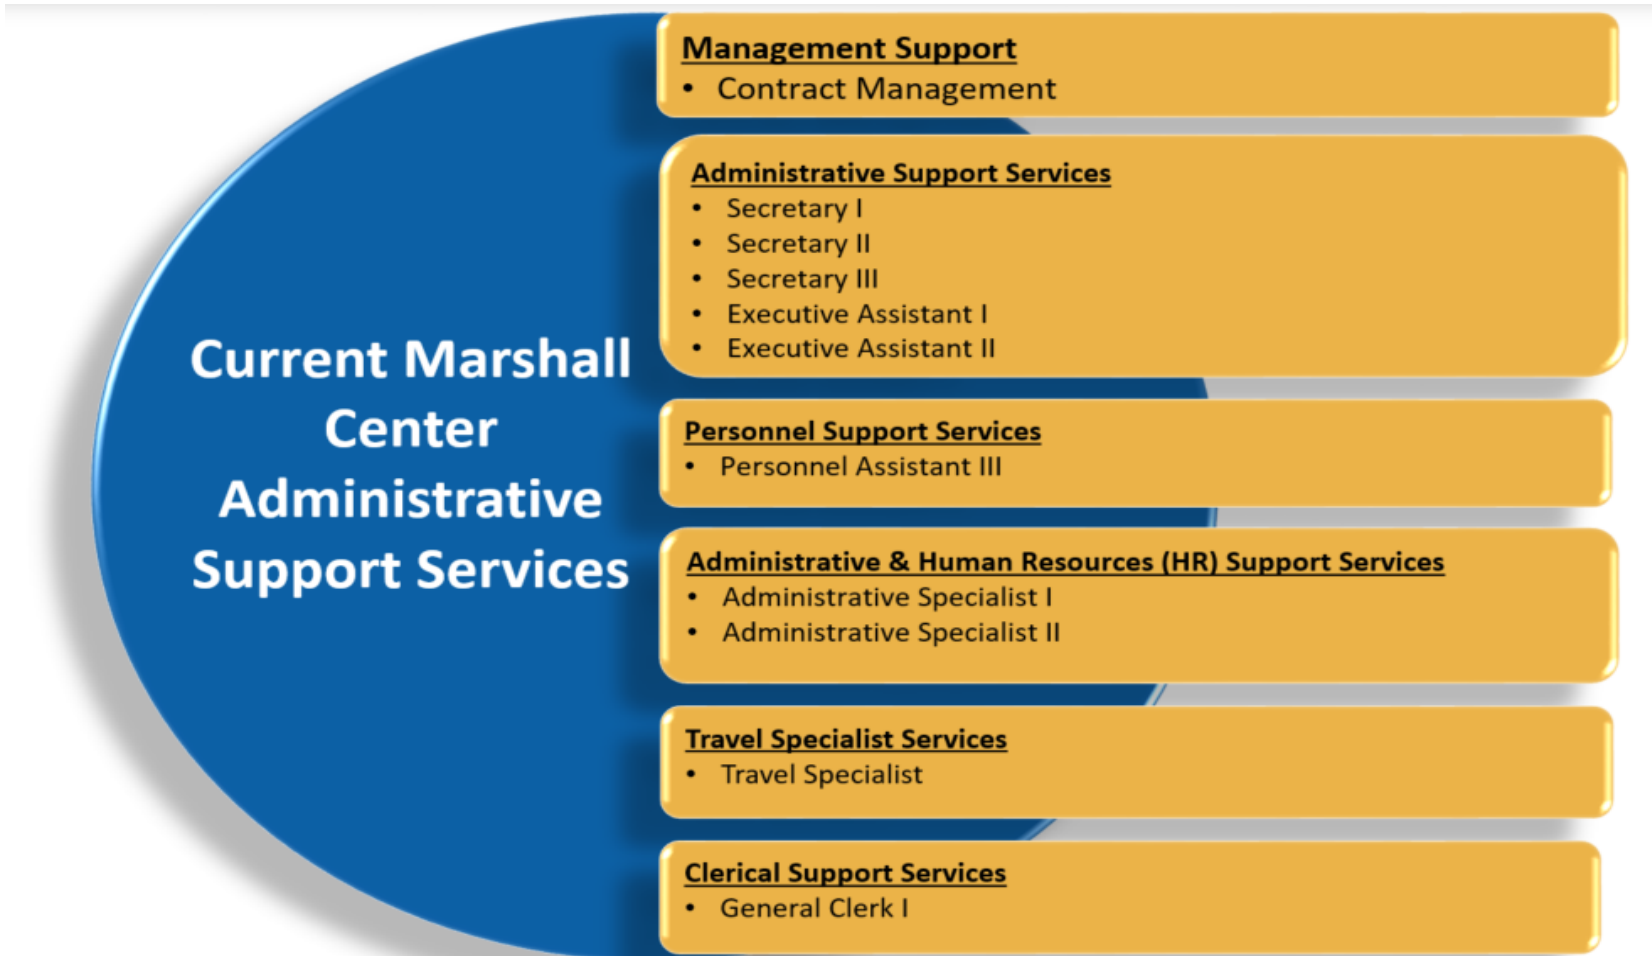 Current Marshall
Center
Administrative
Support Services
Management Support
• Contract Management
Administrative Support Services
• Secretary I
• Secretary II
• Secretary III
• Executive Assistant I
• Executive Assistant II
Personnel Support Services
• Personnel Assistant III
Administrative & Human Resources (HR) Support Services
• Administrative Specialist I
• Administrative Specialist II
Travel Specialist Services
• Travel Specialist
Clerical Support Services
• General Clerk I